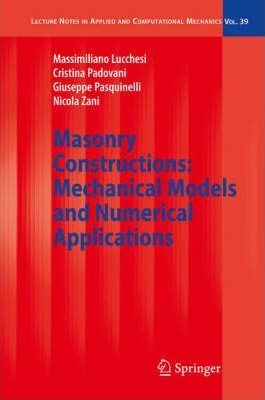 LECTURE NOTES IN APPLIED AND COMPUTATIONAL MECHANICS VOL. 39
Massimiliano Lucchesi
Cristina Padovani
Giuseppe Pasquinelli
Nicola Zani
Masonry
Constructions:
Mechanical Models
and Numerical
Applications
Springer